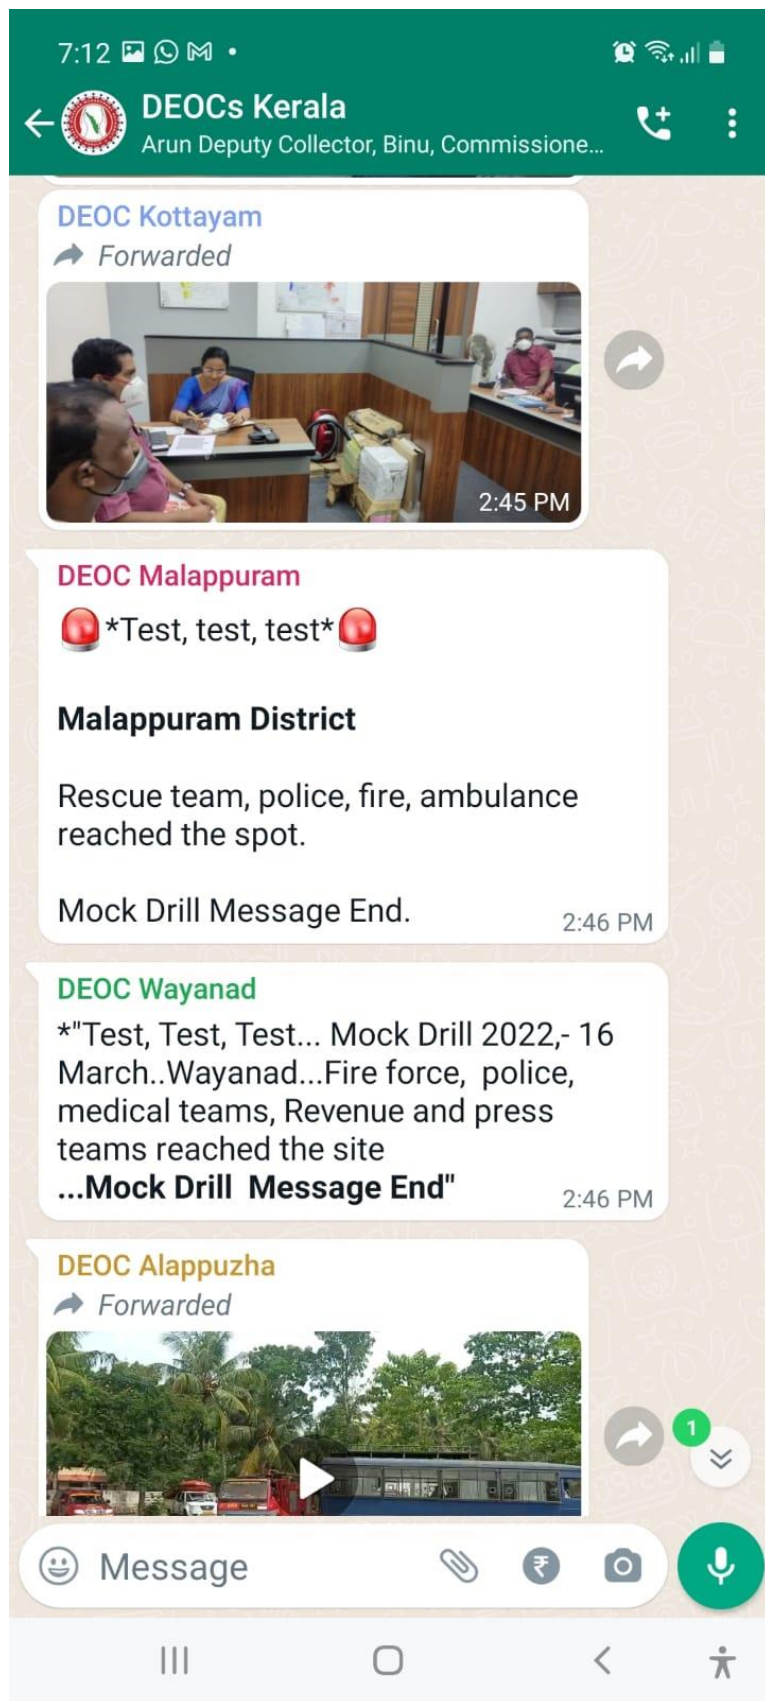 7:12
DEOCs Kerala
Arun Deputy Collector, Binu, Commissione...
DEOC Kottayam
Forwarded
2:45 PM
DEOC Malappuram
🚨*Test, test, test*🚨
Malappuram District
Rescue team, police, fire, ambulance
reached the spot.
Mock Drill Message End.
2:46 PM
DEOC Wayanad
*"Test, Test, Test... Mock Drill 2022,- 16
March..Wayanad...Fire force,  police,
medical teams, Revenue and press
teams reached the site
...Mock Drill  Message End"
2:46 PM
DEOC Alappuzha
Forwarded
1
Message
₹